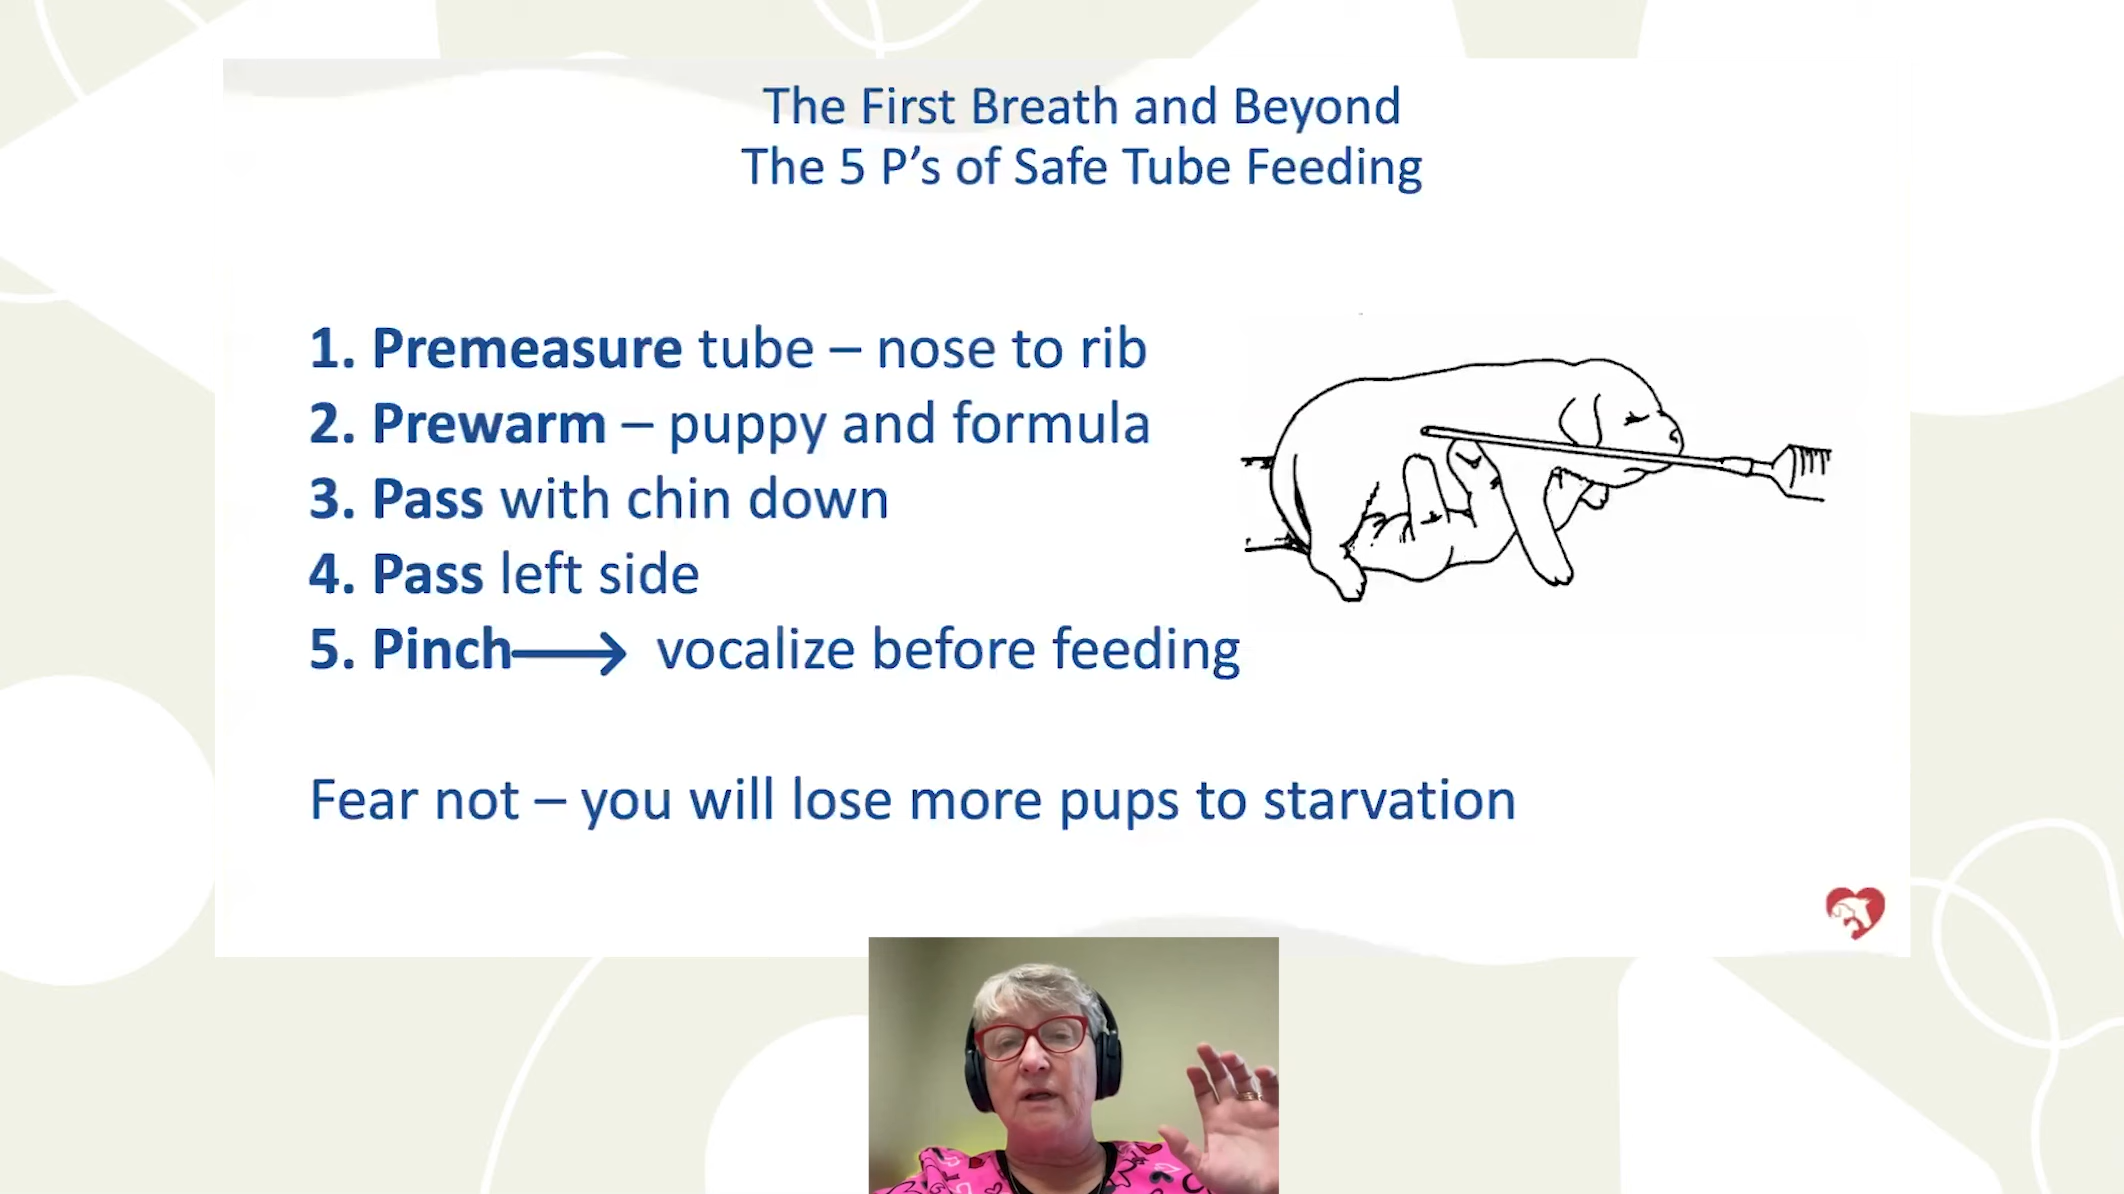 The First Breath and Beyond
The 5 P’s of Safe Tube Feeding
1. Premeasure tube – nose to rib
2. Prewarm – puppy and formula
3. Pass with chin down
4. Pass left side
5. Pinch⟶ vocalize before feeding
Fear not – you will lose more pups to starvation